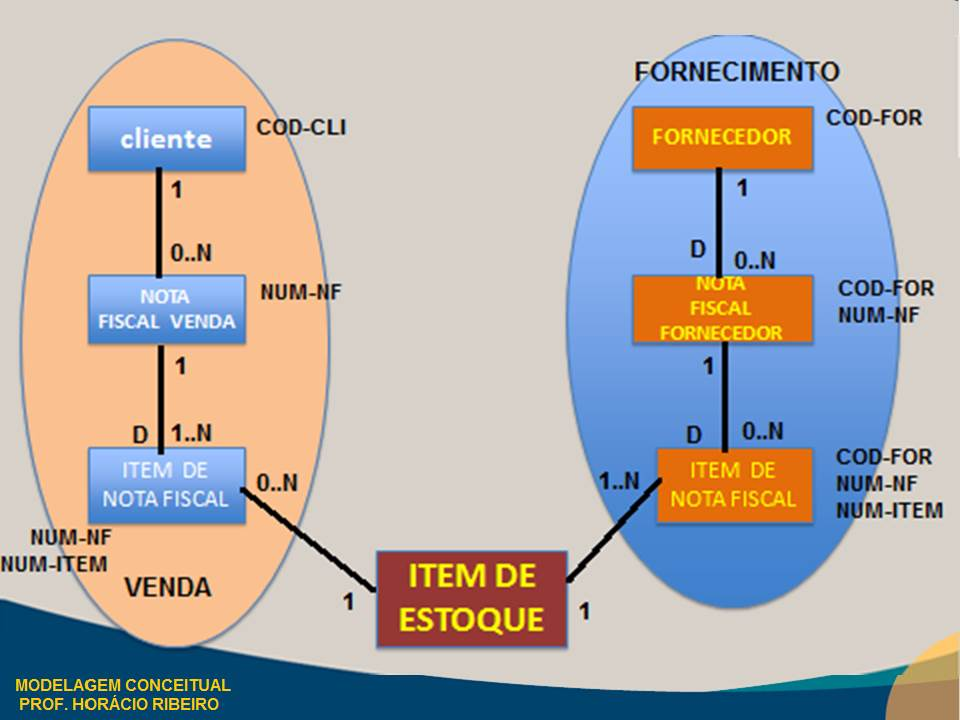 FORNECIMENTO
cliente
COD-CLI
1
0..N
NOTA
FISCAL VENDA
NUM-NF
1
D
1..N
ITEM DE
NOTA FISCAL
0..N
NUM-NF
NUM-ITEM
VENDA
1
FORNECEDOR
COD-FOR
1
D
0..N
NOTA
FISCAL
FORNECEDOR
COD-FOR
NUM-NF
1
D
0..N
ITEM DE
NOTA FISCAL
COD-FOR
NUM-NF
NUM-ITEM
1..N
1
ITEM DE
ESTOQUE
MODELAGEM CONCEITUAL
PROF. HORÁCIO RIBEIRO